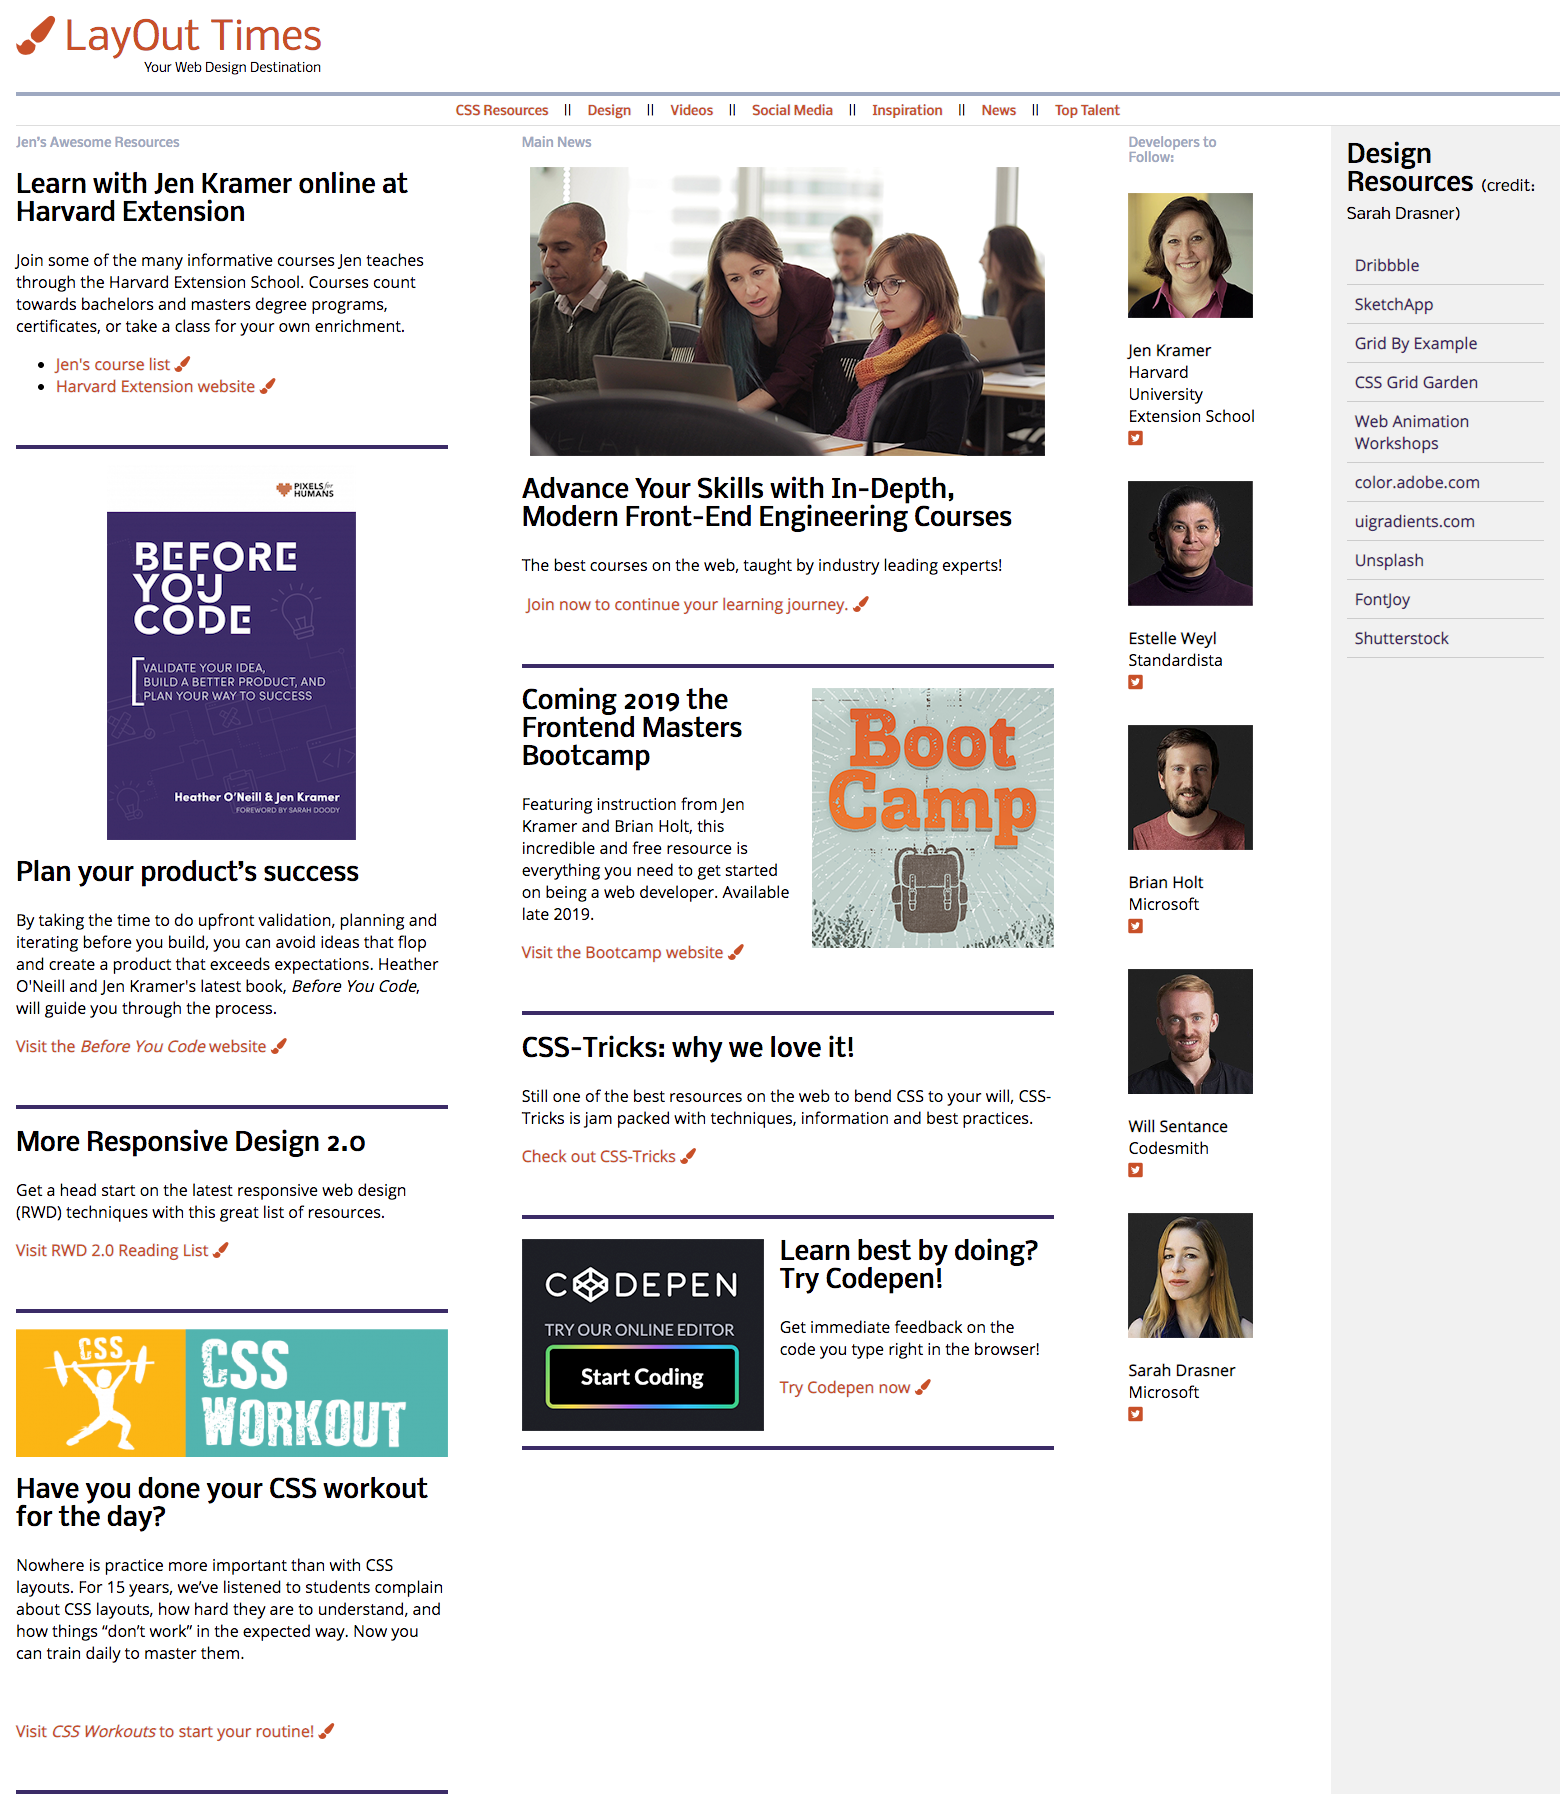 LayOut Times
Your Web Design Destination
CSS Resources || Design || Videos || Social Media || Inspiration || News || Top Talent
Jen's Awesome Resources
Learn with Jen Kramer online at
Harvard Extension
Join some of the many informative courses Jen teaches
through the Harvard Extension School. Courses count
towards bachelors and masters degree programs,
certificates, or take a class for your own enrichment.
• Jen's course list
• Harvard Extension website
PIXELS for
HUMANS
BEFORE
YOU
CODE
VALIDATE YOUR IDEA,
BUILD A BETTER PRODUCT, AND
PLAN YOUR WAY TO SUCCESS
Heather O'Neill & Jen Kramer
FOREWORD BY SARAH DOODY
Plan your product’s success
By taking the time to do upfront validation, planning and
iterating before you build, you can avoid ideas that flop
and create a product that exceeds expectations. Heather
O'Neill and Jen Kramer's latest book, Before You Code,
will guide you through the process.
Visit the Before You Code website
More Responsive Design 2.0
Get a head start on the latest responsive web design
(RWD) techniques with this great list of resources.
Visit RWD 2.0 Reading List
CSS
CSS
WORKOUT
Have you done your CSS workout
for the day?
Nowhere is practice more important than with CSS
layouts. For 15 years, we’ve listened to students complain
about CSS layouts, how hard they are to understand, and
how things “don’t work” in the expected way. Now you
can train daily to master them.
Visit CSS Workouts to start your routine!
Main News
Advance Your Skills with In-Depth,
Modern Front-End Engineering Courses
The best courses on the web, taught by industry leading experts!
Join now to continue your learning journey.
Coming 2019 the
Frontend Masters
Bootcamp
Featuring instruction from Jen
Kramer and Brian Holt, this
incredible and free resource is
everything you need to get started
on being a web developer. Available
late 2019.
Visit the Bootcamp website
Boot
Camp
CSS-Tricks: why we love it!
Still one of the best resources on the web to bend CSS to your will, CSS-
Tricks is jam packed with techniques, information and best practices.
Check out CSS-Tricks
CODEPEN
TRY OUR ONLINE EDITOR
Start Coding
Learn best by doing?
Try Codepen!
Get immediate feedback on the
code you type right in the browser!
Try Codepen now
Developers to
Follow:
Jen Kramer
Harvard
University
Extension School
Estelle Weyl
Standardista
Brian Holt
Microsoft
Will Sentance
Codesmith
Sarah Drasner
Microsoft
Design
Resources (credit:
Sarah Drasner)
Dribbble
SketchApp
Grid By Example
CSS Grid Garden
Web Animation
Workshops
color.adobe.com
uigradients.com
Unsplash
FontJoy
Shutterstock